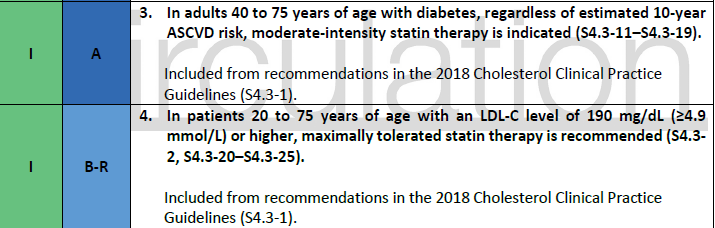 3. In adults 40 to 75 years of age with diabetes, regardless of estimated 10-year
ASCVD risk, moderate-intensity statin therapy is indicated (S4.3-11–S4.3-19).
I
A
Included from recommendations in the 2018 Cholesterol Clinical Practice
Guidelines (S4.3-1).
4. In patients 20 to 75 years of age with an LDL-C level of 190 mg/dL (≥4.9
mmol/L) or higher, maximally tolerated statin therapy is recommended (S4.3-
2, S4.3-20–S4.3-25).
I
B-R
Included from recommendations in the 2018 Cholesterol Clinical Practice
Guidelines (S4.3-1).